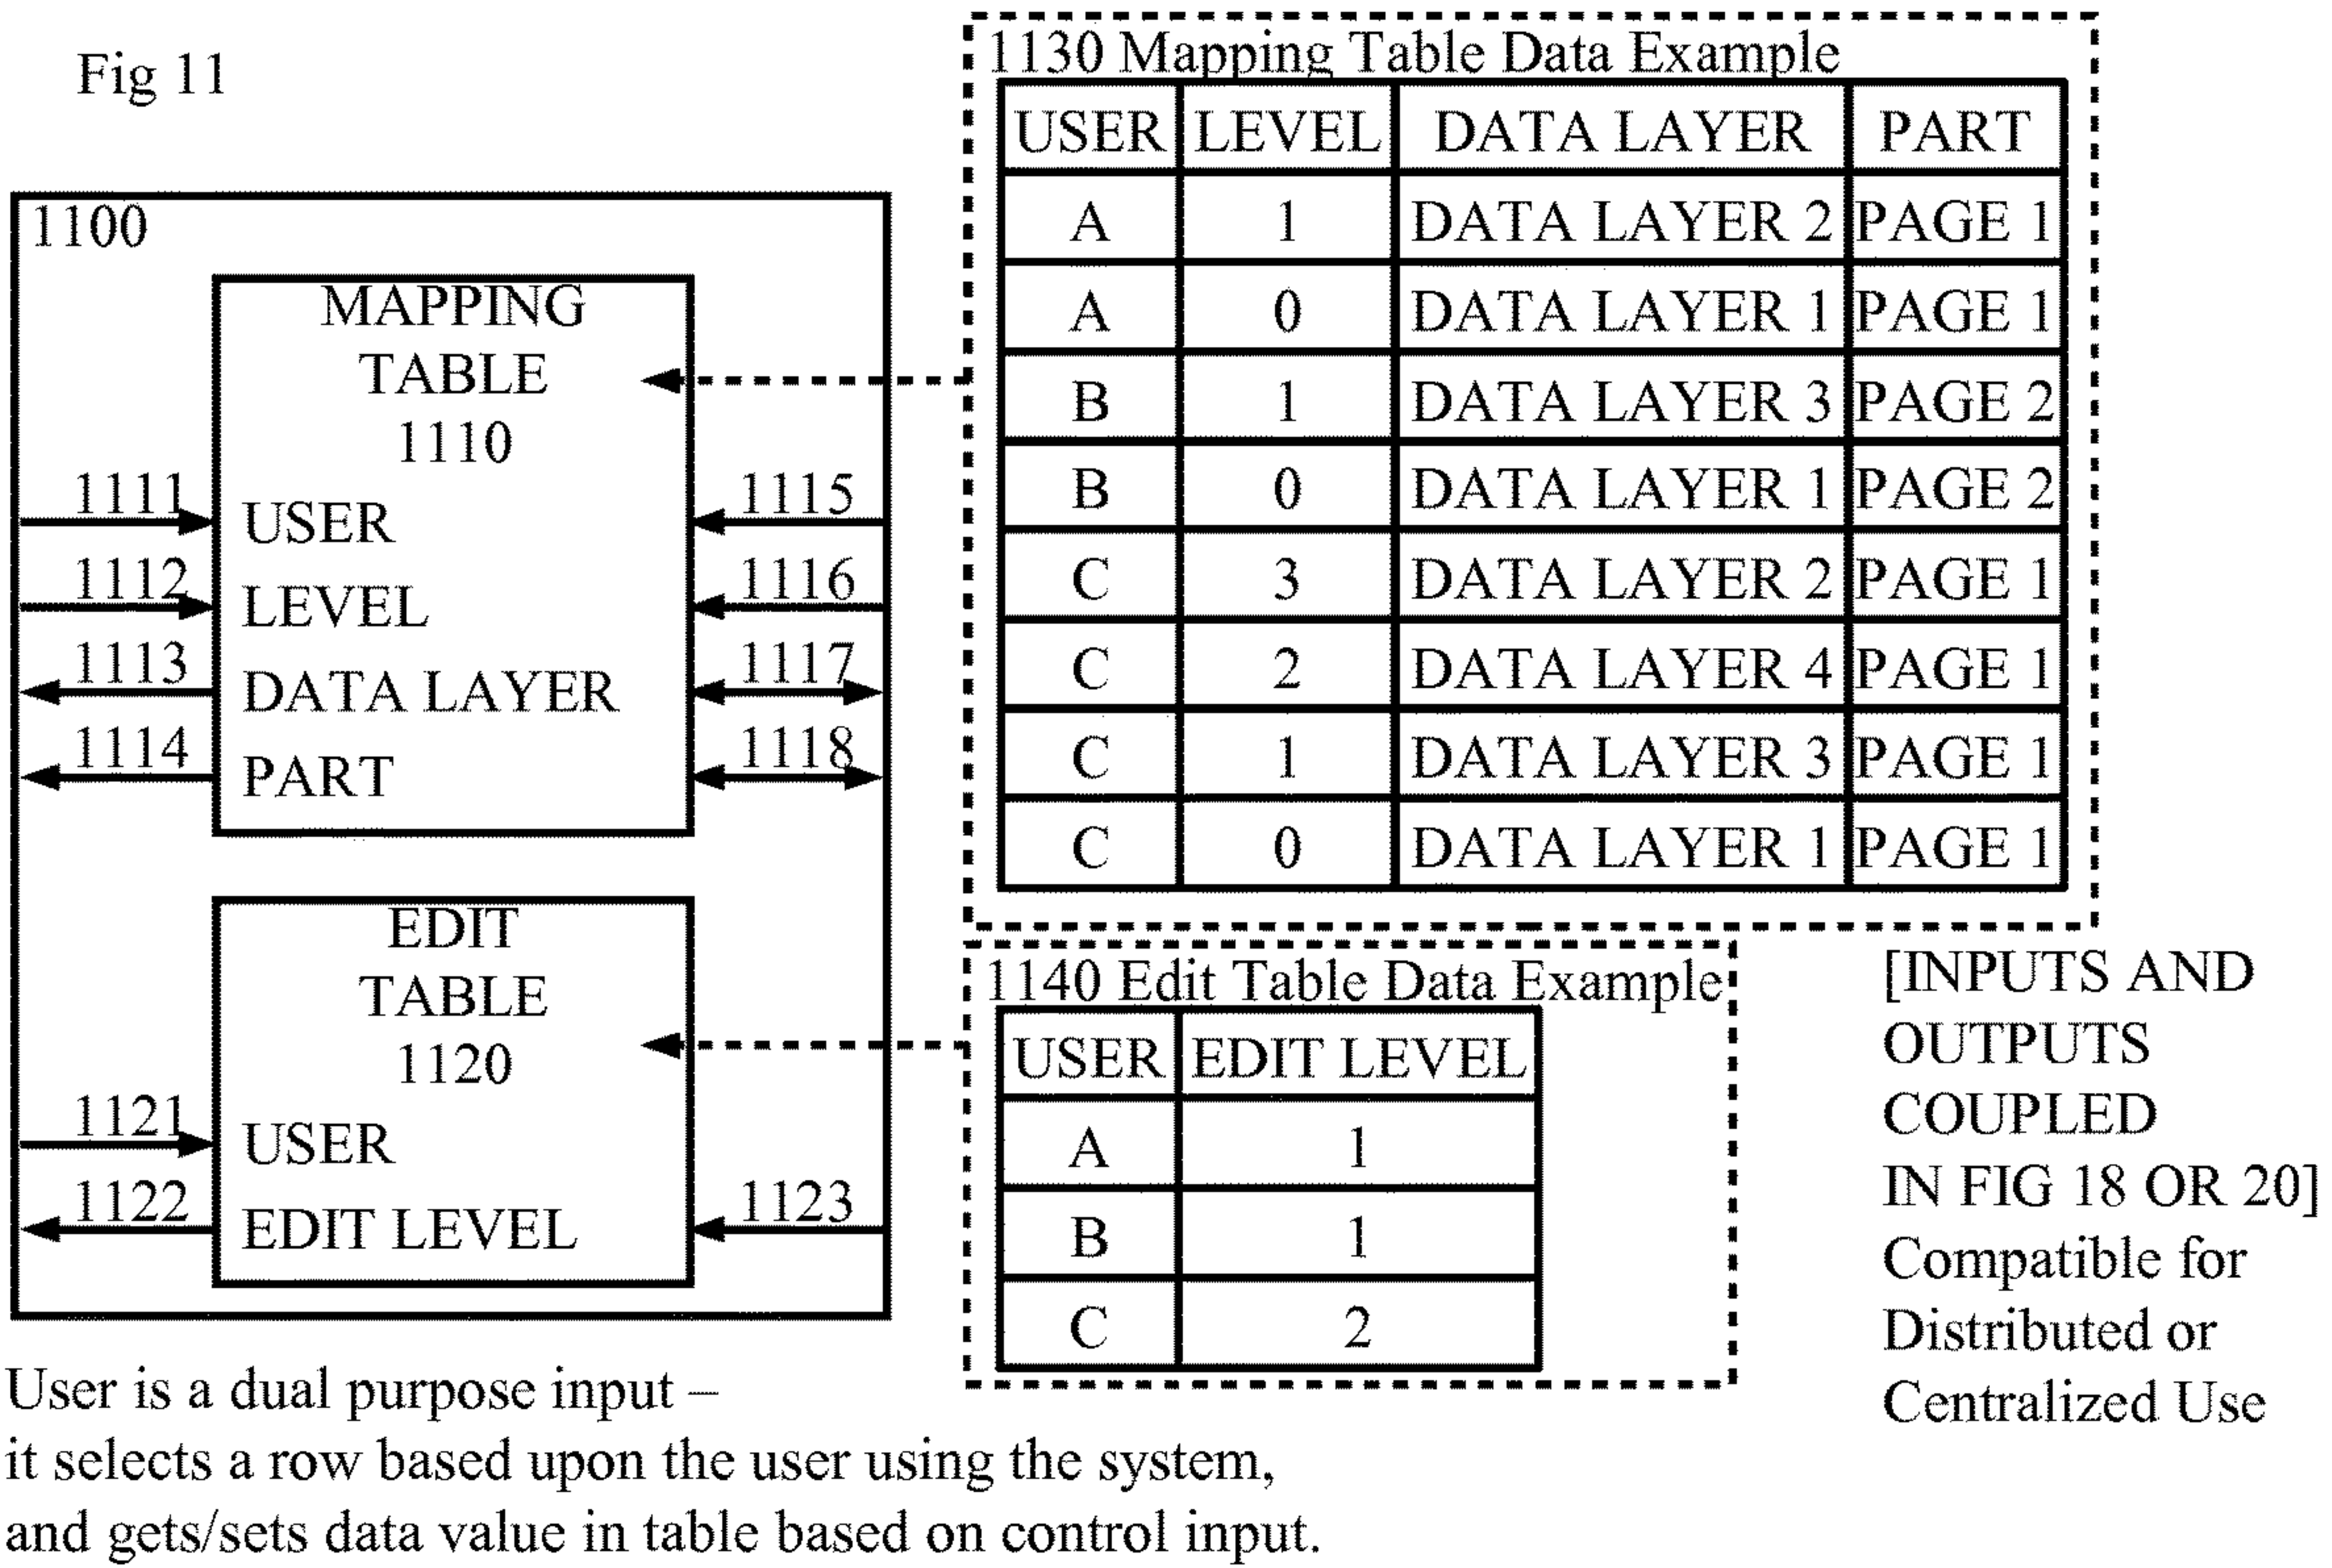 Fig 11
1100
MAPPING
TABLE
1110
1111 USER 1115
1112 LEVEL 1116
1113 DATA LAYER 1117
1114 PART 1118
EDIT
TABLE
1120
1121 USER
1122 EDIT LEVEL 1123
1130 Mapping Table Data Example
USER LEVEL DATA LAYER PART
A 1 DATA LAYER 2 PAGE 1
A 0 DATA LAYER 1 PAGE 1
B 1 DATA LAYER 3 PAGE 2
B 0 DATA LAYER 1 PAGE 2
C 3 DATA LAYER 2 PAGE 1
C 2 DATA LAYER 4 PAGE 1
C 1 DATA LAYER 3 PAGE 1
C 0 DATA LAYER 1 PAGE 1
1140 Edit Table Data Example
USER EDIT LEVEL
A 1
B 1
C 2
[INPUTS AND
OUTPUTS
COUPLED
IN FIG 18 OR 20]
Compatible for
Distributed or
Centralized Use
User is a dual purpose input –
it selects a row based upon the user using the system,
and gets/sets data value in table based on control input.